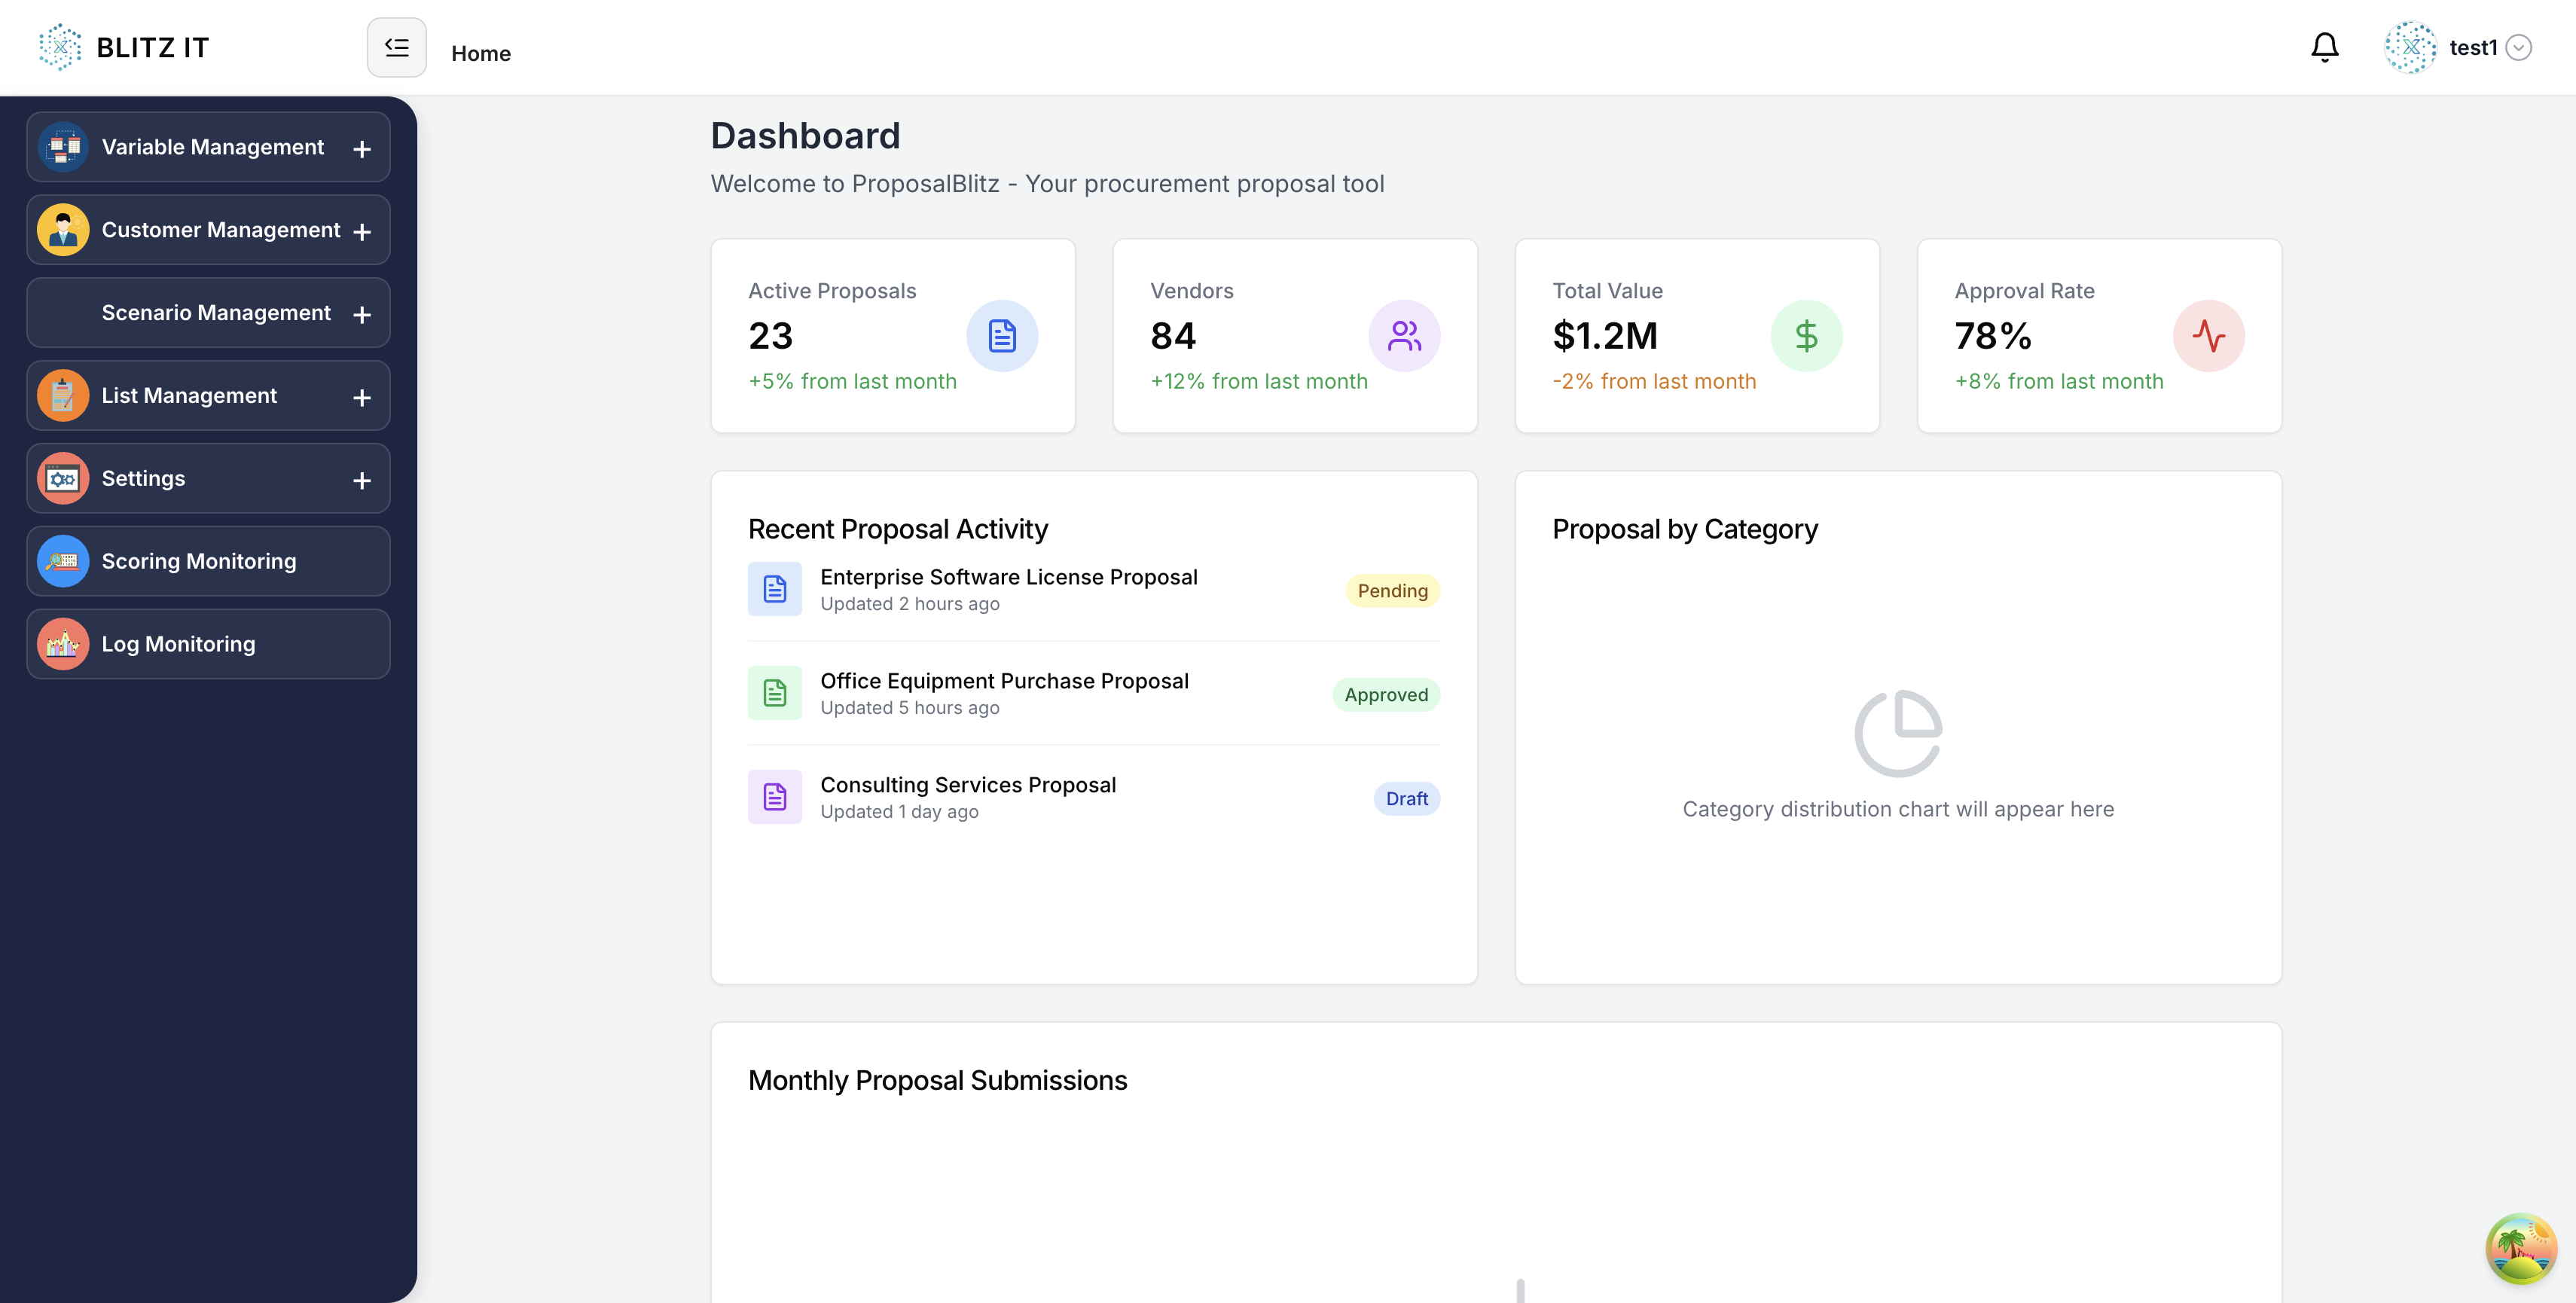 BLITZ IT
Home
test1
Variable Management
Customer Management
Scenario Management
List Management
Settings
Scoring Monitoring
Log Monitoring
Dashboard
Welcome to ProposalBlitz - Your procurement proposal tool
Active Proposals
23
+5% from last month
Vendors
84
+12% from last month
Total Value
$1.2M
-2% from last month
Approval Rate
78%
+8% from last month
Recent Proposal Activity
Enterprise Software License Proposal
Updated 2 hours ago
Pending
Office Equipment Purchase Proposal
Updated 5 hours ago
Approved
Consulting Services Proposal
Updated 1 day ago
Draft
Proposal by Category
Category distribution chart will appear here
Monthly Proposal Submissions